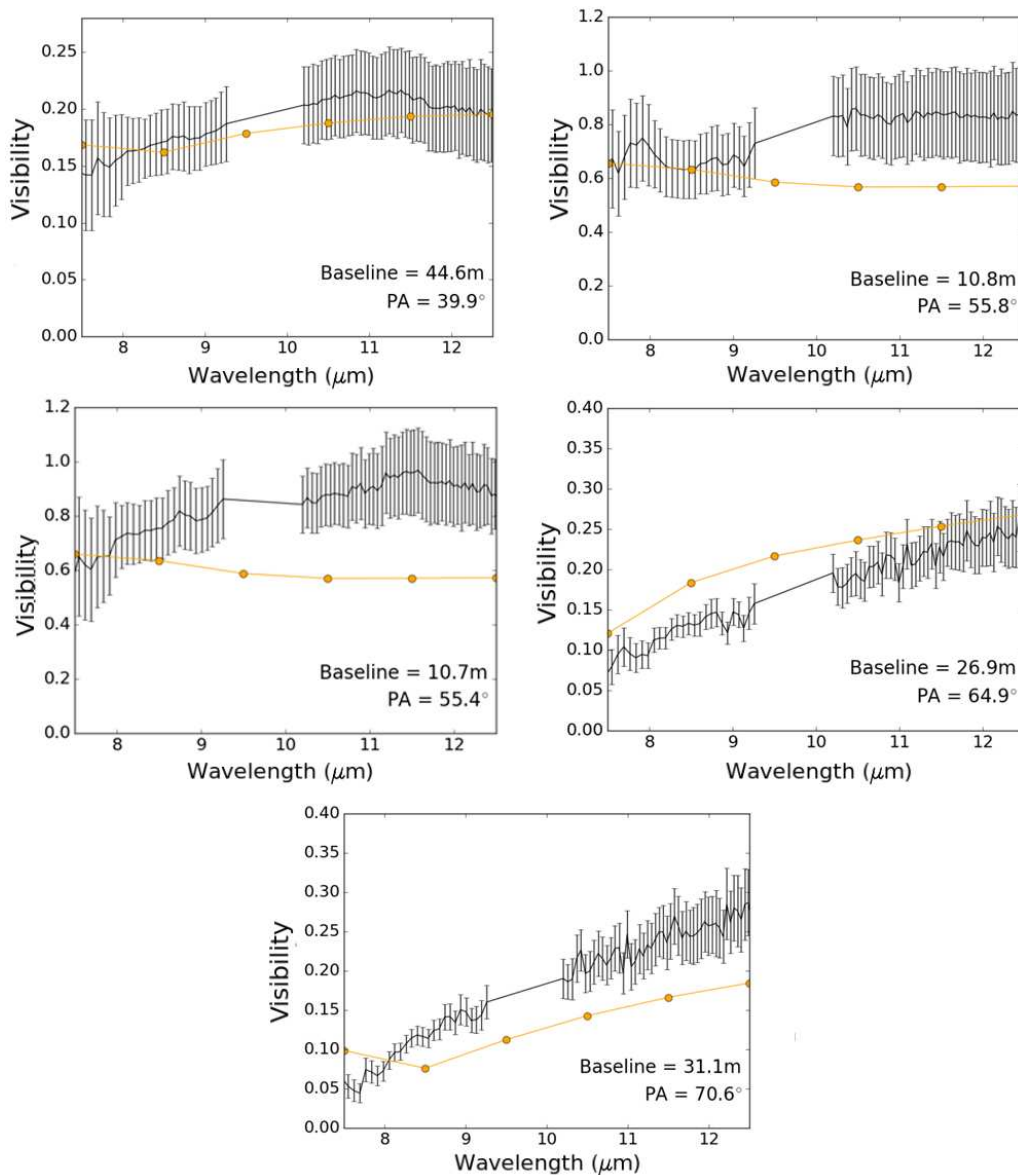 0.25
0.20
0.15
0.10
0.05
0.00
Visibility
8 9 10 11 12
Wavelength (μm)
Baseline = 44.6m
PA = 39.9°
1.2
1.0
0.8
0.6
0.4
0.2
0.0
Visibility
8 9 10 11 12
Wavelength (μm)
Baseline = 10.8m
PA = 55.8°
1.2
1.0
0.8
0.6
0.4
0.2
0.0
Visibility
8 9 10 11 12
Wavelength (μm)
Baseline = 10.7m
PA = 55.4°
0.40
0.35
0.30
0.25
0.20
0.15
0.10
0.05
0.00
Visibility
8 9 10 11 12
Wavelength (μm)
Baseline = 26.9m
PA = 64.9°
0.40
0.35
0.30
0.25
0.20
0.15
0.10
0.05
0.00
Visibility
8 9 10 11 12
Wavelength (μm)
Baseline = 31.1m
PA = 70.6°